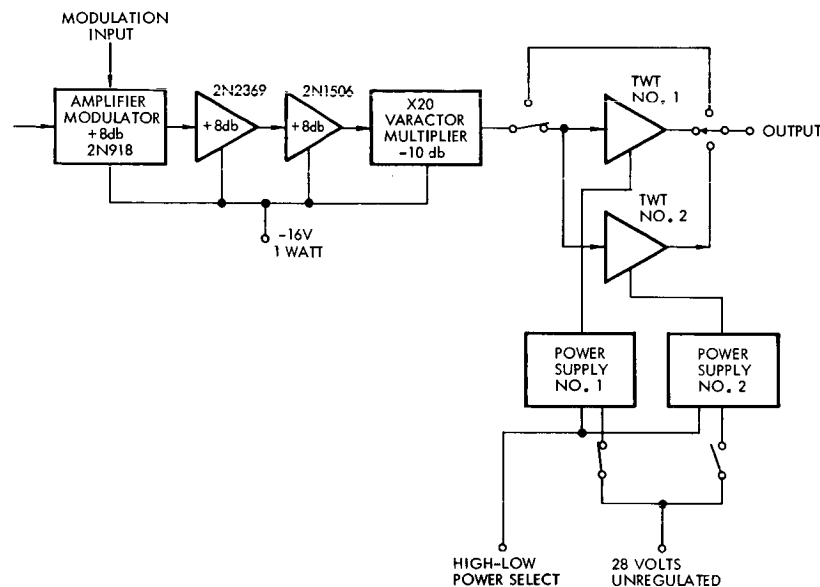 MODULATION
INPUT
AMPLIFIER
MODULATOR
+8db
2N918
2N2369
+8db
2N1506
+8db
X20
VARACTOR
MULTIPLIER
-10 db
-16V
1 WATT
TWT
NO. 1
OUTPUT
TWT
NO. 2
POWER
SUPPLY
NO. 1
POWER
SUPPLY
NO. 2
HIGH-LOW
POWER SELECT
28 VOLTS
UNREGULATED